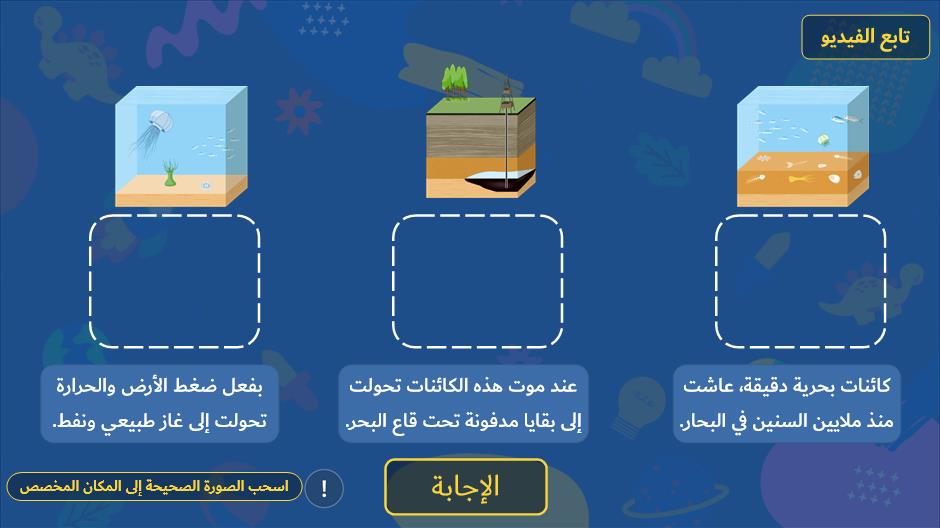 تابع الفيديو
كائنات بحرية دقيقة، عاشت
منذ ملايين السنين في البحار.
عند موت هذه الكائنات تحولت
إلى بقايا مدفونة تحت قاع البحر.
بفعل ضغط الأرض والحرارة
تحولت إلى غاز طبيعي ونفط.
الإجابة
!
اسحب الصورة الصحيحة إلى المكان المخصص